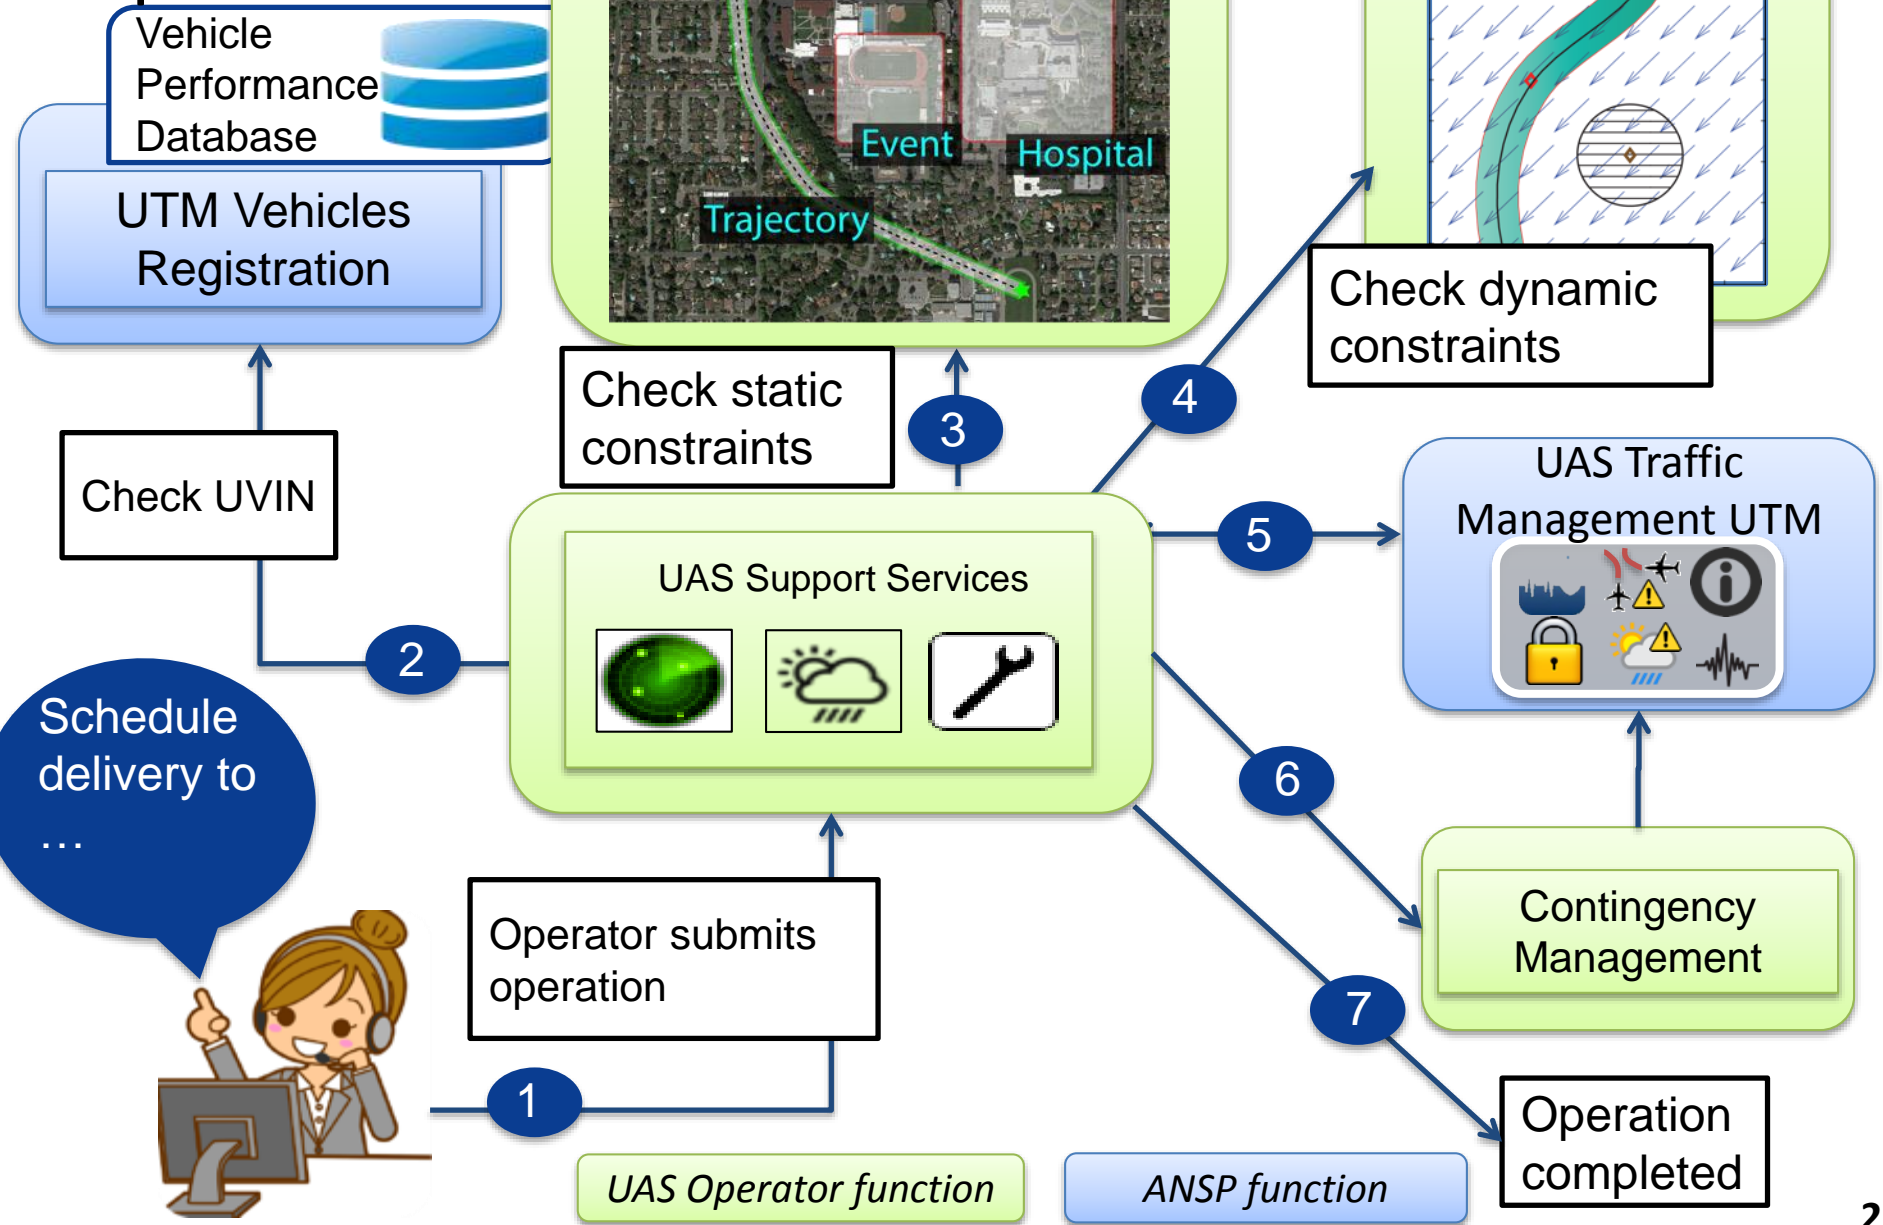 Vehicle
Performance
Database
UTM Vehicles
Registration
Event
Hospital
Trajectory
Check dynamic
constraints
Check static
constraints
4
3
Check UVIN
UAS Traffic
Management UTM
5
UAS Support Services
2
Schedule
delivery to
...
6
Contingency
Management
Operator submits
operation
7
1
Operation
completed
UAS Operator function
ANSP function
2